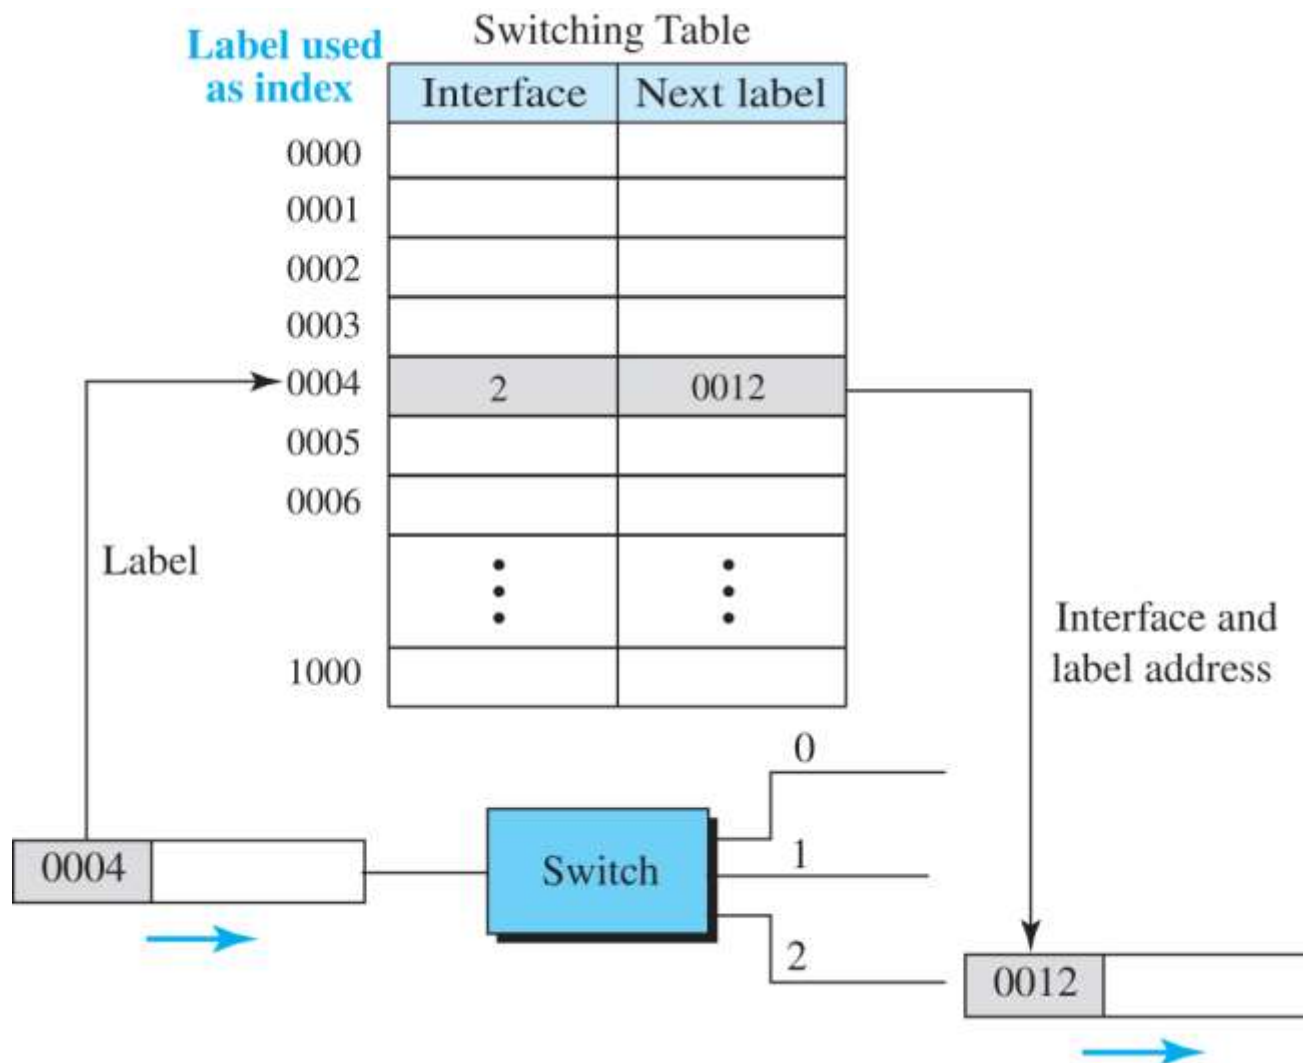 Switching Table
Label used
as index
Interface Next label
0000
0001
0002
0003
0004 2 0012
0005
0006
Label
Interface and
label address
1000
0
1
2
0004
Switch
0012